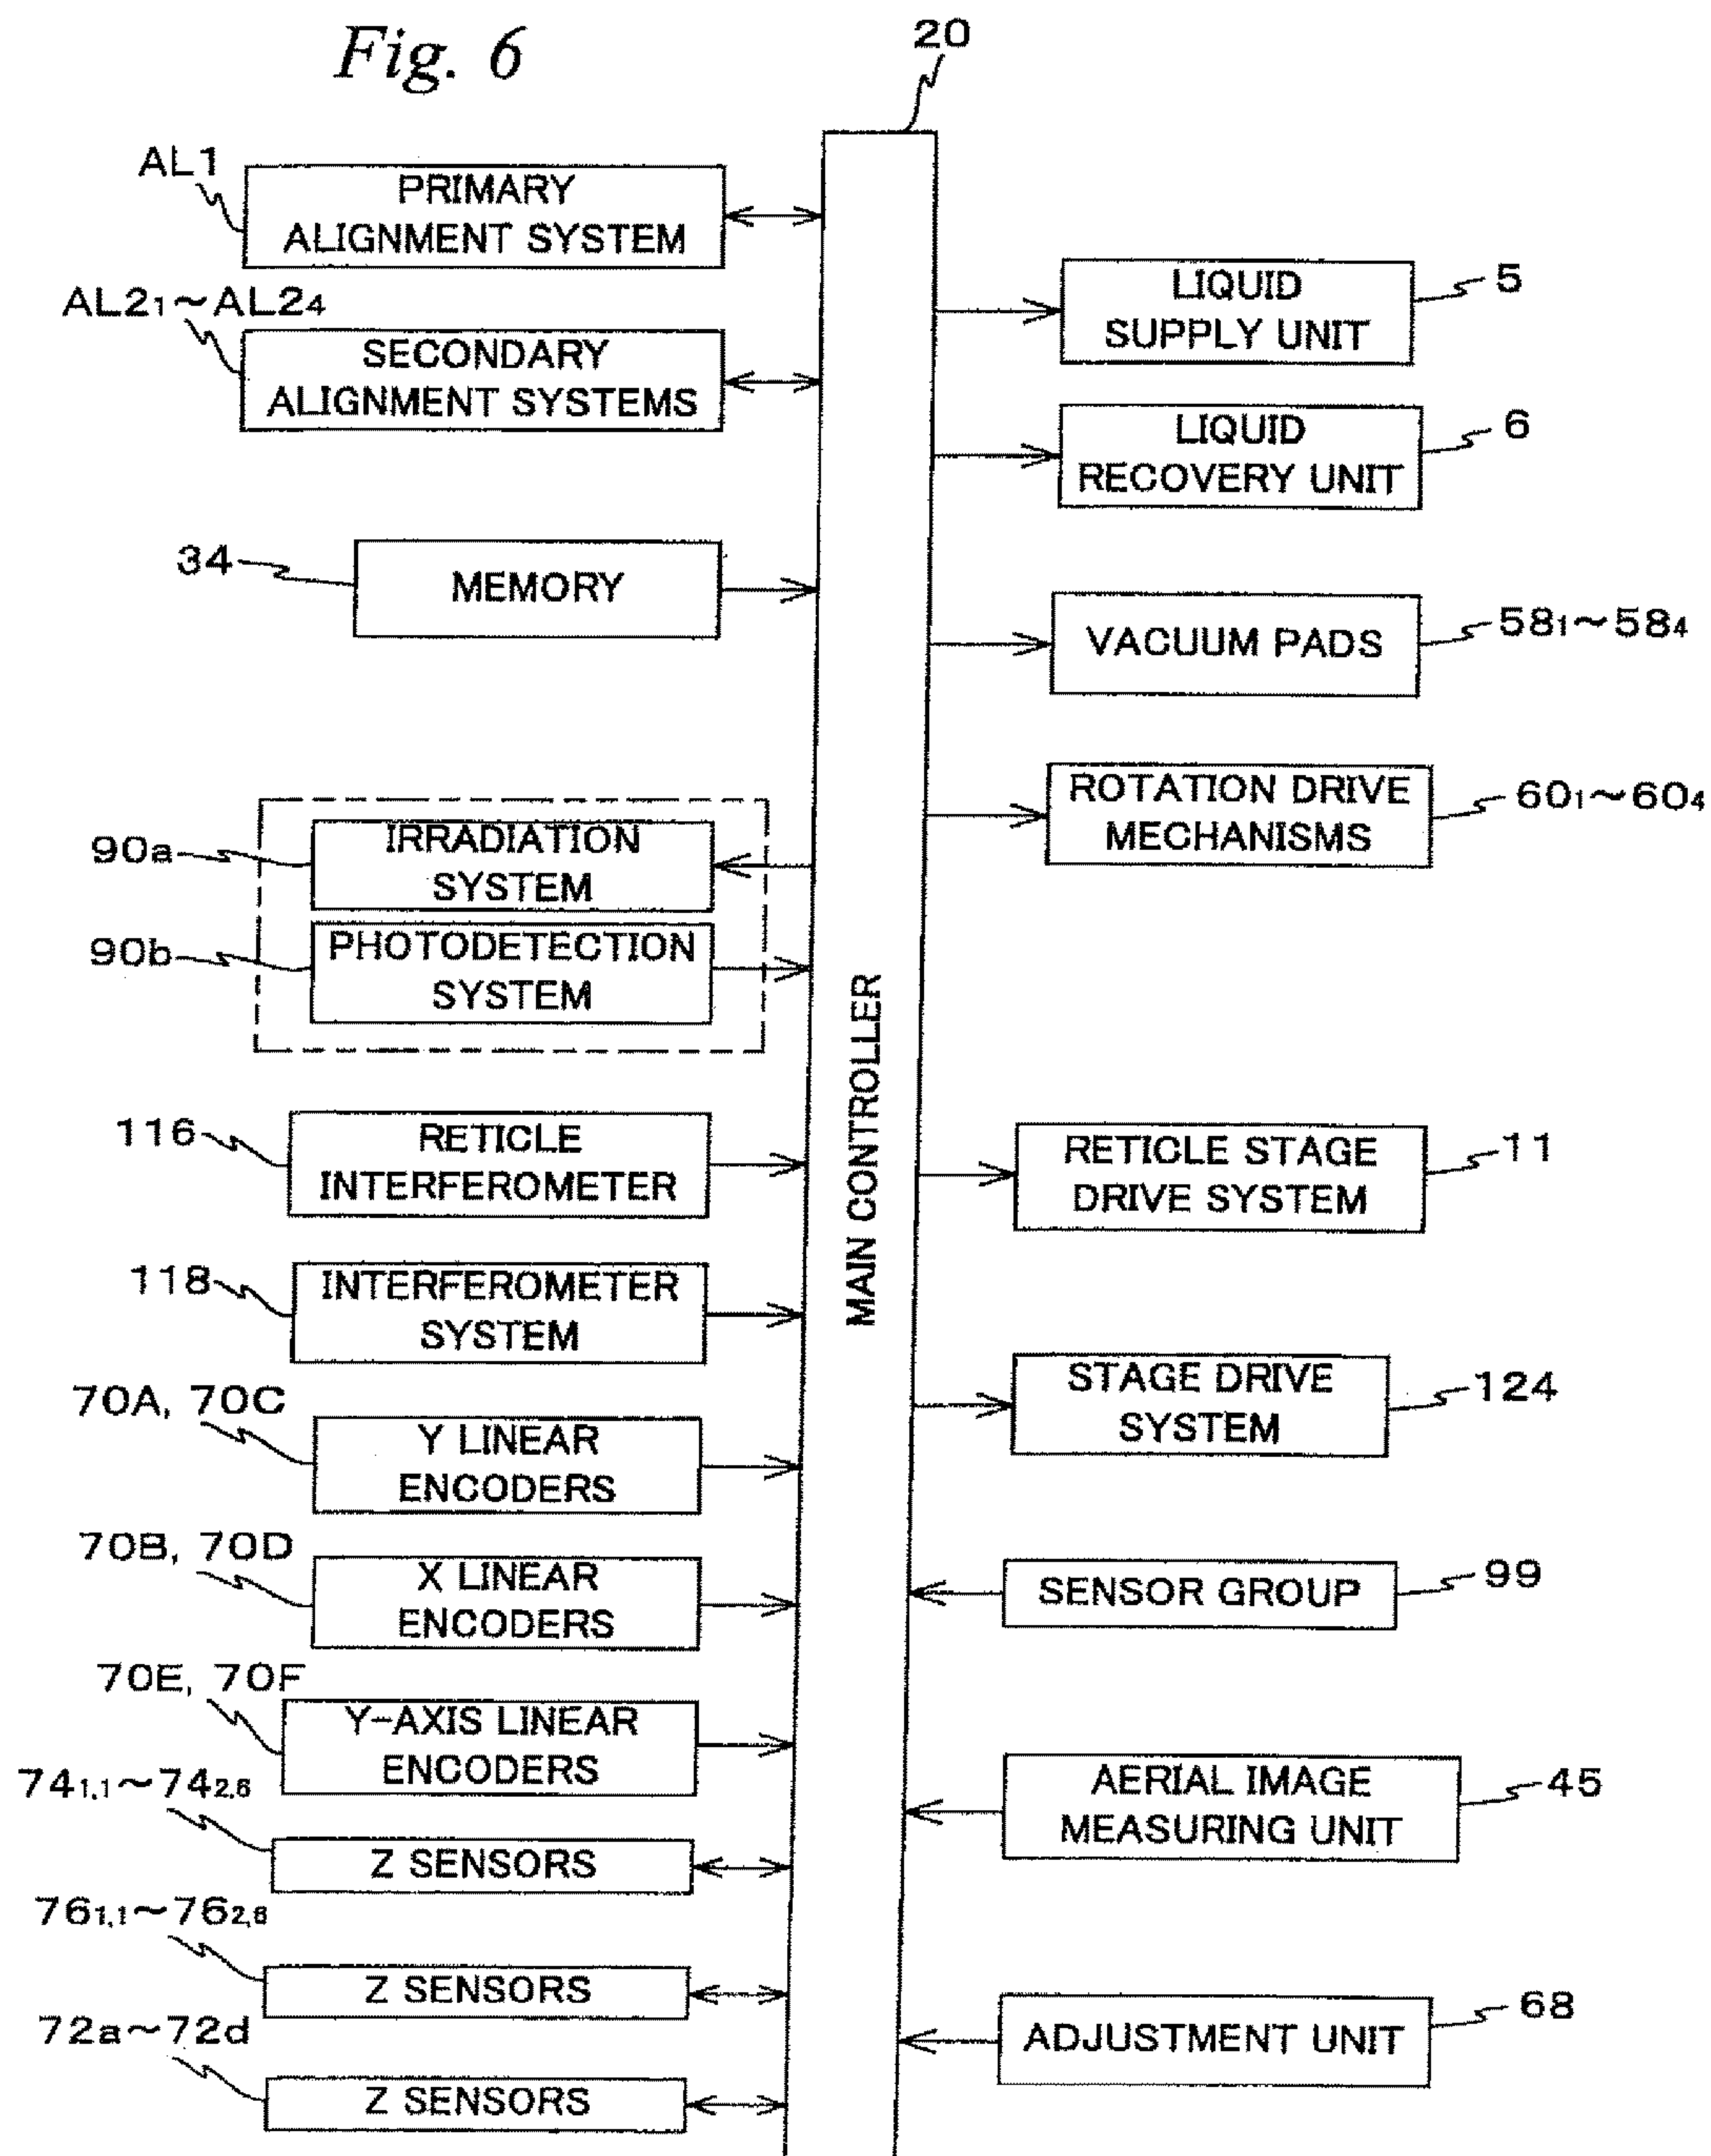 Fig. 6
20
AL1
PRIMARY
ALIGNMENT SYSTEM
AL21~AL24
SECONDARY
ALIGNMENT SYSTEMS
34
MEMORY
90a
IRRADIATION
SYSTEM
90b
PHOTODETECTION
SYSTEM
116
RETICLE
INTERFEROMETER
118
INTERFEROMETER
SYSTEM
70A, 70C
Y LINEAR
ENCODERS
70B, 70D
X LINEAR
ENCODERS
70E, 70F
Y-AXIS LINEAR
ENCODERS
741,1~742,6
Z SENSORS
761,1~762,6
Z SENSORS
72a~72d
Z SENSORS
MAIN CONTROLLER
LIQUID
SUPPLY UNIT
5
LIQUID
RECOVERY UNIT
6
VACUUM PADS
581~584
ROTATION DRIVE
MECHANISMS
601~604
RETICLE STAGE
DRIVE SYSTEM
11
STAGE DRIVE
SYSTEM
124
SENSOR GROUP
99
AERIAL IMAGE
MEASURING UNIT
45
ADJUSTMENT UNIT
68